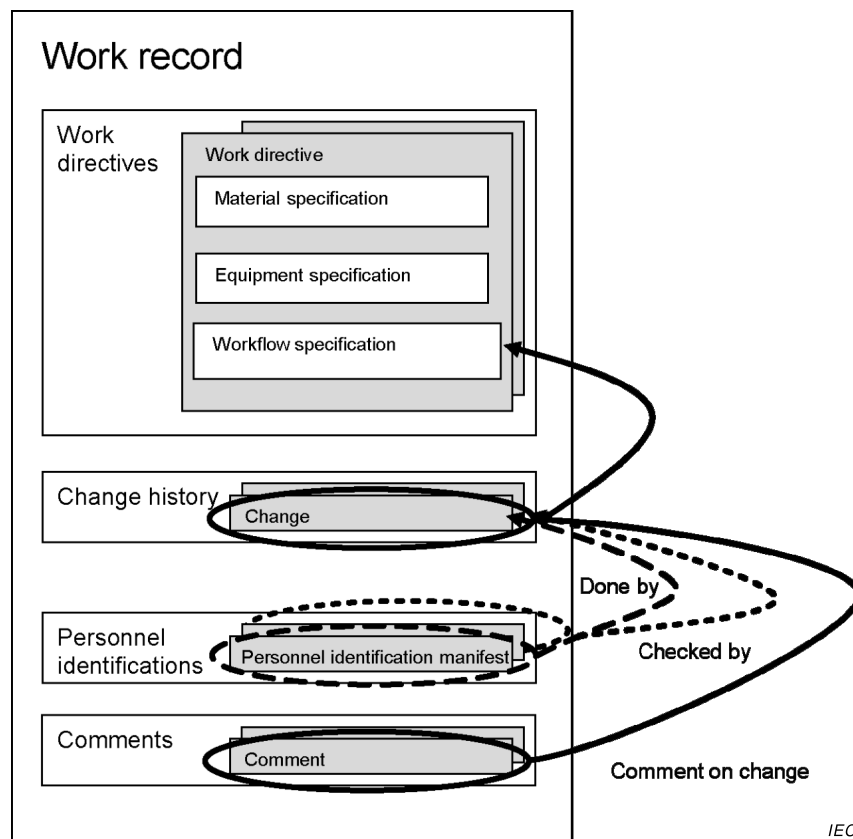 Work record
Work
directives
Work directive
Material specification
Equipment specification
Workflow specification
Change history
Change
Done by
Personnel
identifications
Personnel identification manifest
Checked by
Comments
Comment
Comment on change
IEC